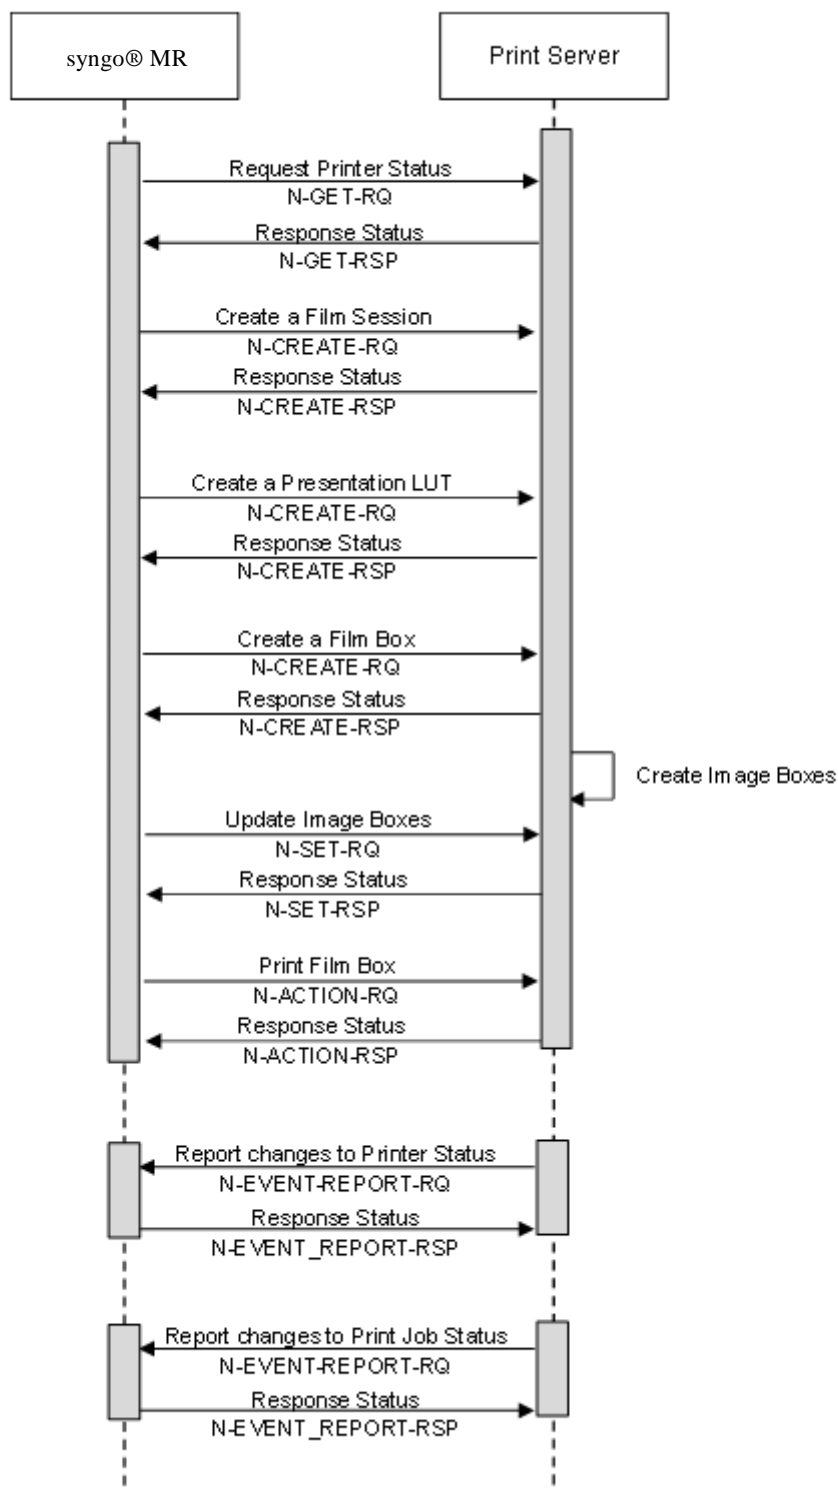 syngo® MR
Print Server
Request Printer Status
N-GET-RQ
Response Status
N-GET-RSP
Create a Film Session
N-CREATE-RQ
Response Status
N-CREATE-RSP
Create a Presentation LUT
N-CREATE-RQ
Response Status
N-CREATE-RSP
Create a Film Box
N-CREATE-RQ
Response Status
N-CREATE-RSP
Create Image Boxes
Update Image Boxes
N-SET-RQ
Response Status
N-SET-RSP
Print Film Box
N-ACTION-RQ
Response Status
N-ACTION-RSP
Report changes to Printer Status
N-EVENT-REPORT-RQ
Response Status
N-EVENT_REPORT-RSP
Report changes to Print Job Status
N-EVENT-REPORT-RQ
Response Status
N-EVENT_REPORT-RSP